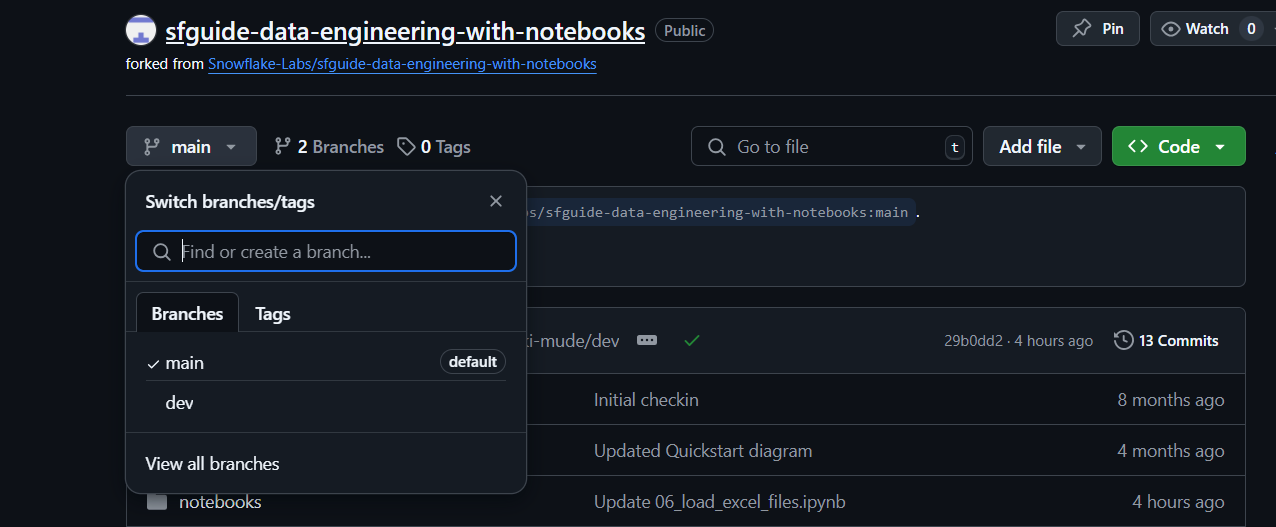 sfguide-data-engineering-with-notebooks Public
Pin
Watch 0
forked from Snowflake-Labs/sfguide-data-engineering-with-notebooks
main
2 Branches
0 Tags
Go to file t
Add file
Code
Switch branches/tags
Find or create a branch...
Branches Tags
main default
dev
View all branches
/sfguide-data-engineering-with-notebooks:main .
-mude/dev
29b0dd2 · 4 hours ago
13 Commits
Initial checkin 8 months ago
Updated Quickstart diagram 4 months ago
notebooks Update 06_load_excel_files.ipynb 4 hours ago